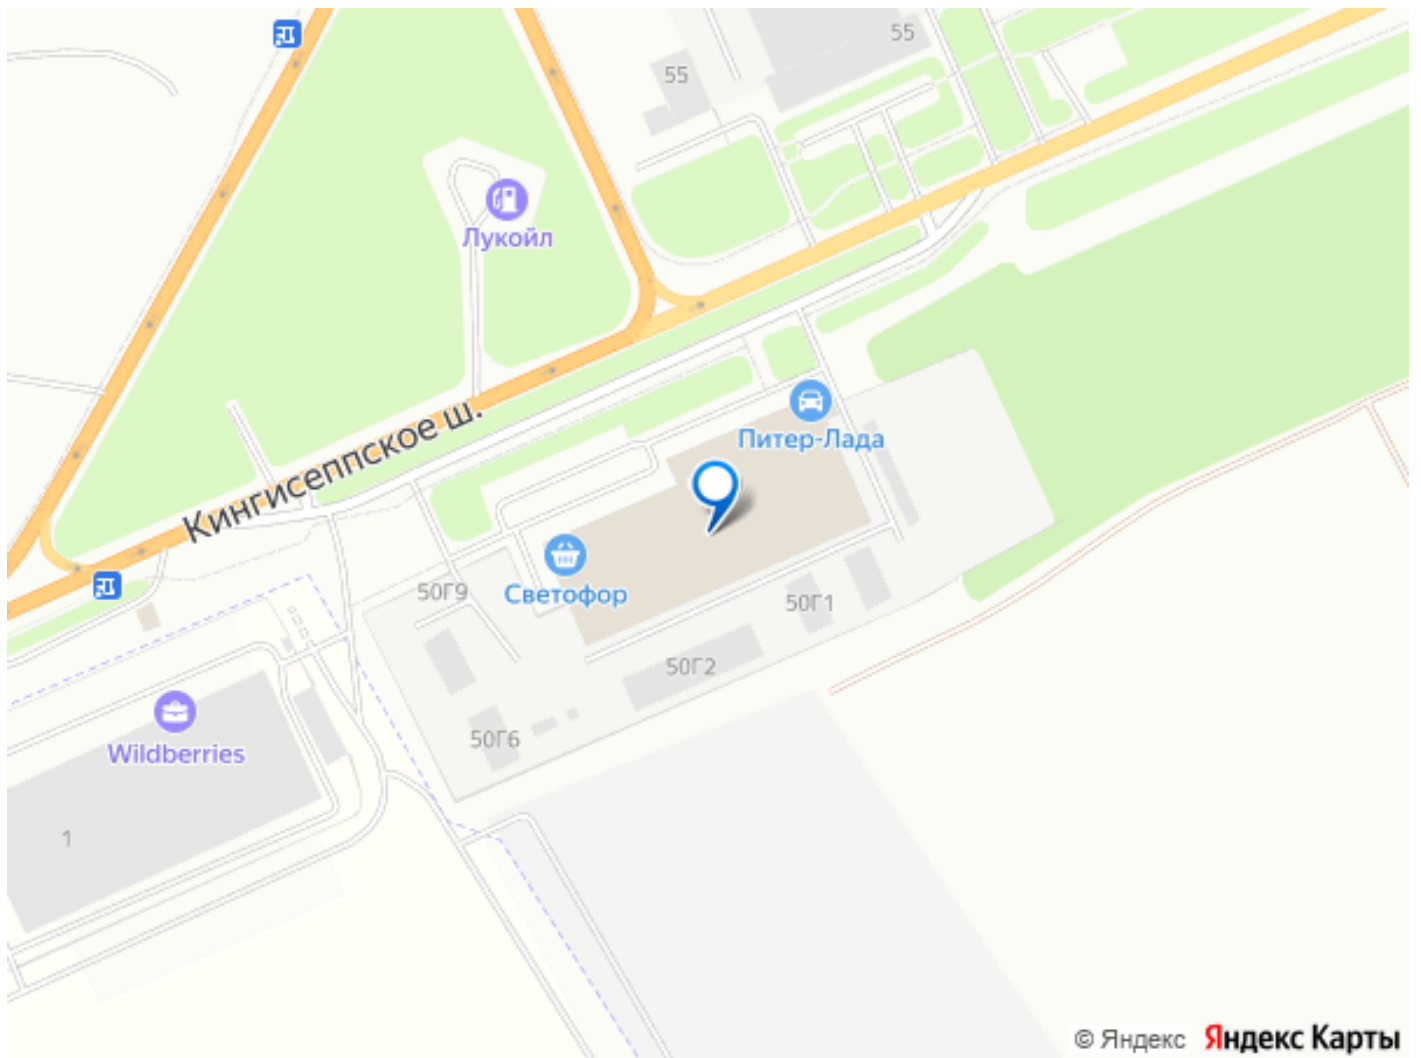 55
55
Лукойл
Кингисеппское ш.
Питер-Лада
Светофор
50Г9
50Г1
50Г2
50Г6
Wildberries
1
© Яндекс Яндекс Карты